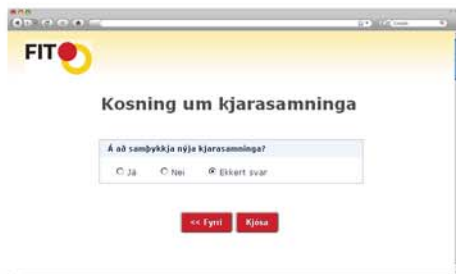 FIT
Kosning um kjarasamninga
Á að samþykkja nýja kjarasamninga?
Já Nei Ekkert svar
<< Fyrri Kjósa